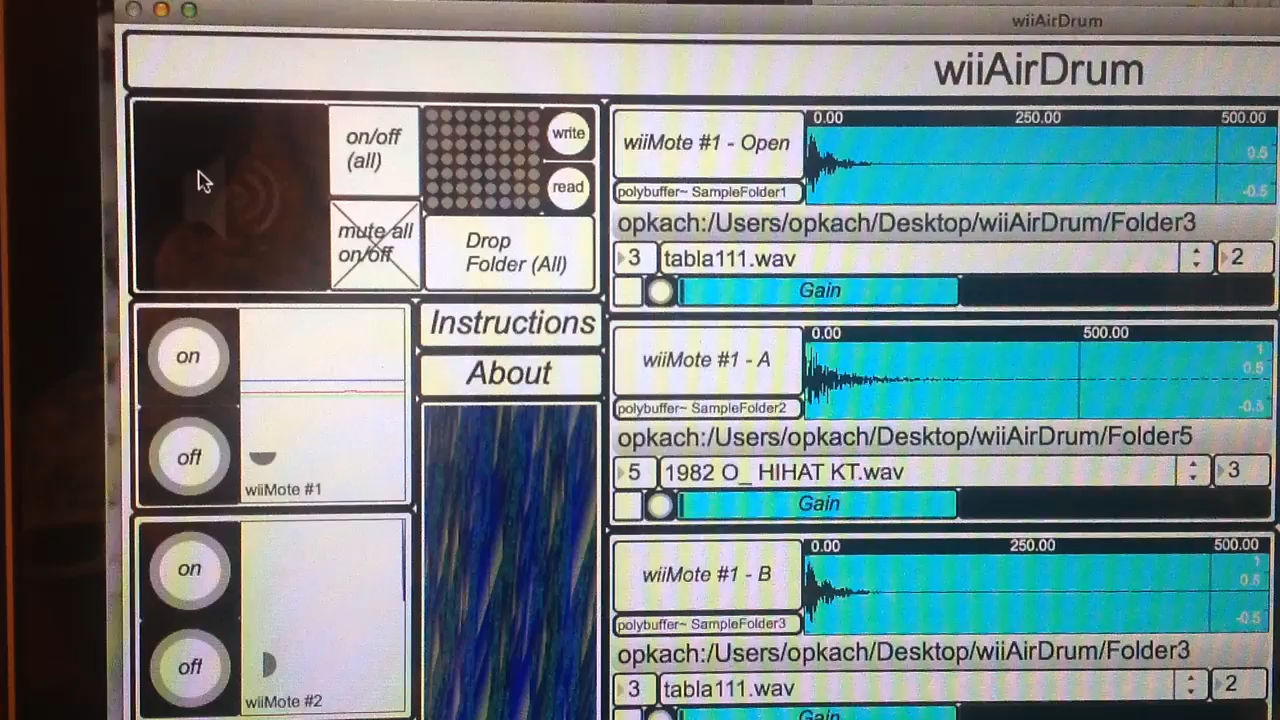 wiiAirDrum
wiiAirDrum
on/off
(all)
write
read
mute all
on/off
Drop
Folder (All)
Instructions
About
on
off
wiiMote #1
on
off
wiiMote #2
wiiMote #1 - Open
polybuffer~ SampleFolder1
0.00 250.00 500.00
0.5
-0.5
opkach:/Users/opkach/Desktop/wiiAirDrum/Folder3
3 tabla111.wav 2
Gain
wiiMote #1 - A
polybuffer~ SampleFolder2
0.00 500.00
1
0.5
-0.5
opkach:/Users/opkach/Desktop/wiiAirDrum/Folder5
5 1982 O_ HIHAT KT.wav 3
Gain
wiiMote #1 - B
polybuffer~ SampleFolder3
0.00 250.00 500.00
1
0.5
-0.5
opkach:/Users/opkach/Desktop/wiiAirDrum/Folder3
3 tabla111.wav 2
Gain